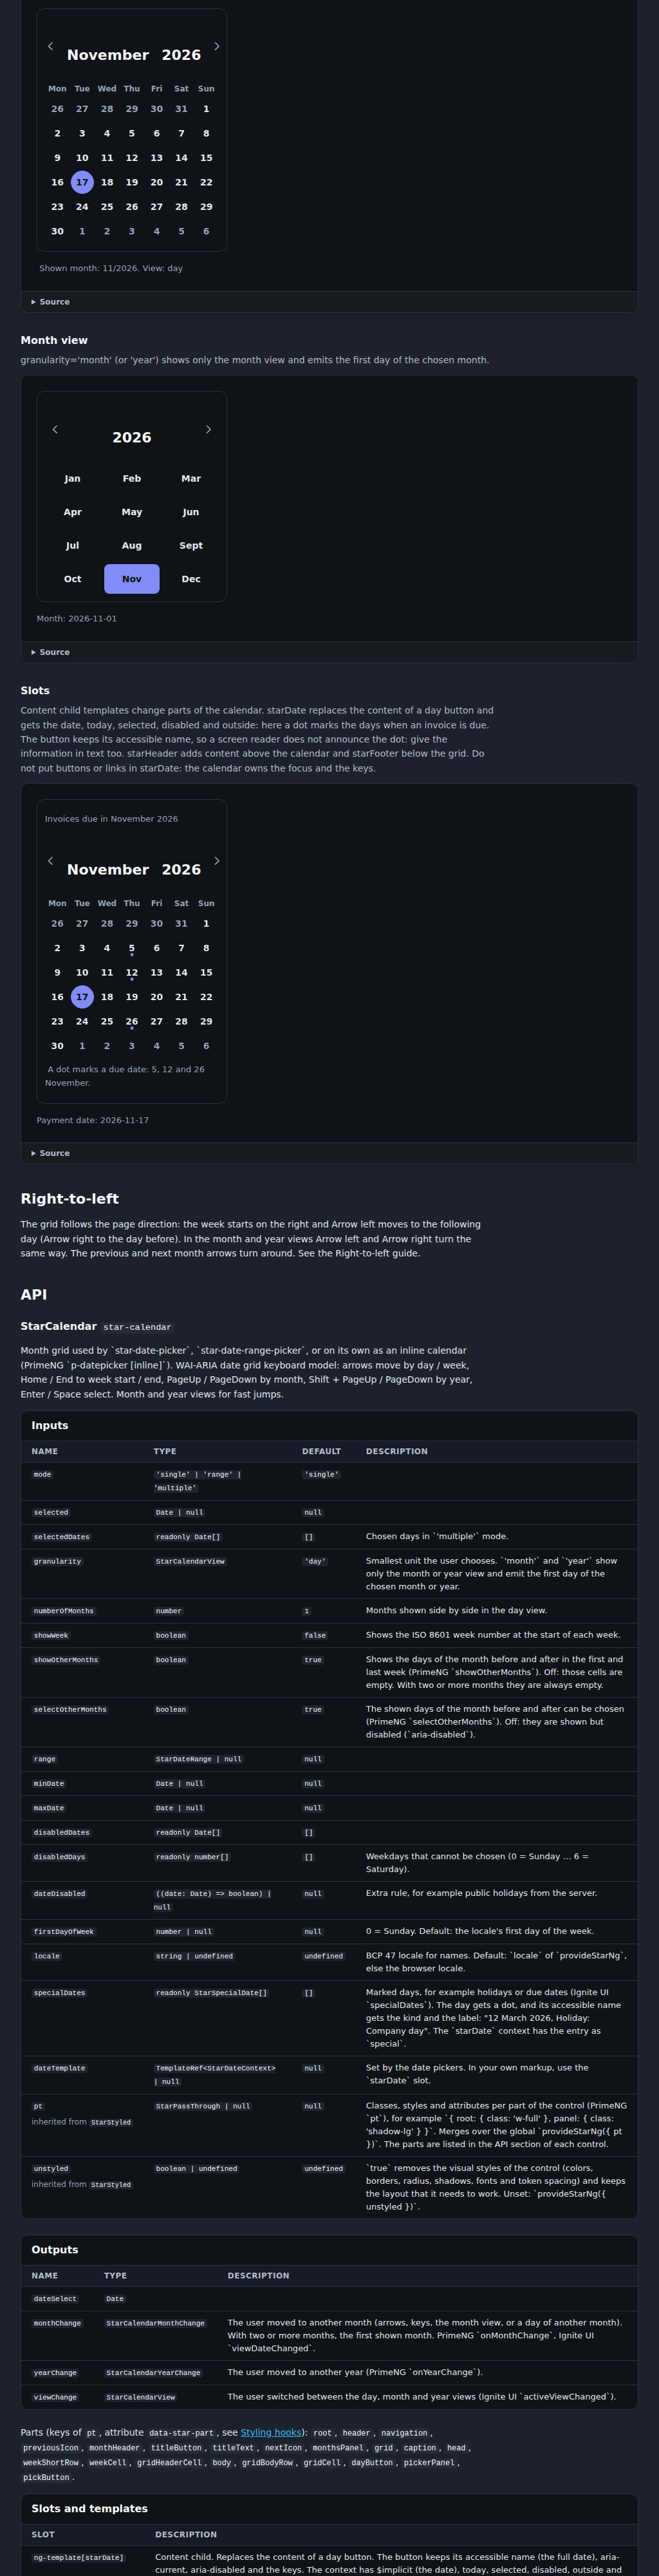 November 2026
Mon Tue Wed Thu Fri Sat Sun
26 27 28 29 30 31 1
2 3 4 5 6 7 8
9 10 11 12 13 14 15
16 17 18 19 20 21 22
23 24 25 26 27 28 29
30 1 2 3 4 5 6
Shown month: 11/2026. View: day
Source
Month view
granularity='month' (or 'year') shows only the month view and emits the first day of the chosen month.
2026
Jan Feb Mar
Apr May Jun
Jul Aug Sept
Oct Nov Dec
Month: 2026-11-01
Source
Slots
Content child templates change parts of the calendar. starDate replaces the content of a day button and
gets the date, today, selected, disabled and outside: here a dot marks the days when an invoice is due.
The button keeps its accessible name, so a screen reader does not announce the dot: give the
information in text too. starHeader adds content above the calendar and starFooter below the grid. Do
not put buttons or links in starDate: the calendar owns the focus and the keys.
Invoices due in November 2026
November 2026
Mon Tue Wed Thu Fri Sat Sun
26 27 28 29 30 31 1
2 3 4 5 6 7 8
9 10 11 12 13 14 15
16 17 18 19 20 21 22
23 24 25 26 27 28 29
30 1 2 3 4 5 6
A dot marks a due date: 5, 12 and 26
November.
Payment date: 2026-11-17
Source
Right-to-left
The grid follows the page direction: the week starts on the right and Arrow left moves to the following
day (Arrow right to the day before). In the month and year views Arrow left and Arrow right turn the
same way. The previous and next month arrows turn around. See the Right-to-left guide.
API
StarCalendar star-calendar
Month grid used by `star-date-picker`, `star-date-range-picker`, or on its own as an inline calendar
(PrimeNG `p-datepicker [inline]`). WAI-ARIA date grid keyboard model: arrows move by day / week,
Home / End to week start / end, PageUp / PageDown by month, Shift + PageUp / PageDown by year,
Enter / Space select. Month and year views for fast jumps.
Inputs
NAME TYPE DEFAULT DESCRIPTION
mode 'single' | 'range' | 'single'
'multiple'
selected Date | null null
selectedDates readonly Date[] [] Chosen days in `'multiple'` mode.
granularity StarCalendarView 'day' Smallest unit the user chooses. `'month'` and `'year'` show
only the month or year view and emit the first day of the
chosen month or year.
numberOfMonths number 1 Months shown side by side in the day view.
showWeek boolean false Shows the ISO 8601 week number at the start of each week.
showOtherMonths boolean true Shows the days of the month before and after in the first and
last week (PrimeNG `showOtherMonths`). Off: those cells are
empty. With two or more months they are always empty.
selectOtherMonths boolean true The shown days of the month before and after can be chosen
(PrimeNG `selectOtherMonths`). Off: they are shown but
disabled (`aria-disabled`).
range StarDateRange | null null
minDate Date | null null
maxDate Date | null null
disabledDates readonly Date[] []
disabledDays readonly number[] [] Weekdays that cannot be chosen (0 = Sunday … 6 =
Saturday).
dateDisabled ((date: Date) => boolean) | null Extra rule, for example public holidays from the server.
null
firstDayOfWeek number | null null 0 = Sunday. Default: the locale's first day of the week.
locale string | undefined undefined BCP 47 locale for names. Default: `locale` of `provideStarNg`,
else the browser locale.
specialDates readonly StarSpecialDate[] [] Marked days, for example holidays or due dates (Ignite UI
`specialDates`). The day gets a dot, and its accessible name
gets the kind and the label: "12 March 2026, Holiday:
Company day". The `starDate` context has the entry as
`special`.
dateTemplate TemplateRef<StarDateContext> null Set by the date pickers. In your own markup, use the
| null `starDate` slot.
pt StarPassThrough | null null Classes, styles and attributes per part of the control (PrimeNG
inherited from StarStyled `pt`), for example `{ root: { class: 'w-full' }, panel: { class:
'shadow-lg' } }`. Merges over the global `provideStarNg({ pt
})`. The parts are listed in the API section of each control.
unstyled boolean | undefined undefined `true` removes the visual styles of the control (colors,
inherited from StarStyled borders, radius, shadows, fonts and token spacing) and keeps
the layout that it needs to work. Unset: `provideStarNg({
unstyled })`.
Outputs
NAME TYPE DESCRIPTION
dateSelect Date
monthChange StarCalendarMonthChange The user moved to another month (arrows, keys, the month view, or a day of another month).
With two or more months, the first shown month. PrimeNG `onMonthChange`, Ignite UI
`viewDateChanged`.
yearChange StarCalendarYearChange The user moved to another year (PrimeNG `onYearChange`).
viewChange StarCalendarView The user switched between the day, month and year views (Ignite UI `activeViewChanged`).
Parts (keys of pt, attribute data-star-part, see Styling hooks): root, header, navigation,
previousIcon, monthHeader, titleButton, titleText, nextIcon, monthsPanel, grid, caption, head,
weekShortRow, weekCell, gridHeaderCell, body, gridBodyRow, gridCell, dayButton, pickerPanel,
pickButton.
Slots and templates
SLOT DESCRIPTION
ng-template[starDate] Content child. Replaces the content of a day button. The button keeps its accessible name (the full date), aria-
current, aria-disabled and the keys. The context has $implicit (the date), today, selected, disabled, outside and